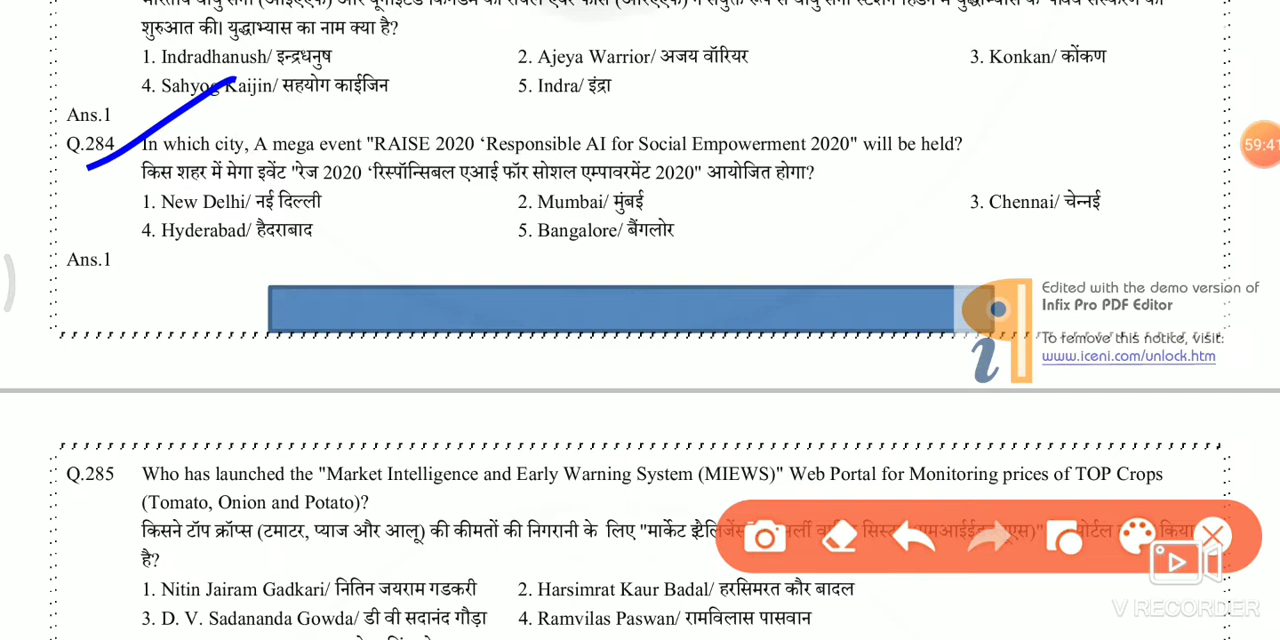 शुरुआत की। युद्धाभ्यास का नाम क्या है?
1. Indradhanush/ इन्द्रधनुष 2. Ajeya Warrior/ अजय वॉरियर 3. Konkan/ कोंकण
4. Sahyog Kaijin/ सहयोग काईजिन 5. Indra/ इंद्रा
Ans.1
Q.284 In which city, A mega event "RAISE 2020 ‘Responsible AI for Social Empowerment 2020" will be held?
किस शहर में मेगा इवेंट "रेज 2020 ‘रिस्पॉन्सिबल एआई फॉर सोशल एम्पावरमेंट 2020" आयोजित होगा?
1. New Delhi/ नई दिल्ली 2. Mumbai/ मुंबई 3. Chennai/ चेन्नई
4. Hyderabad/ हैदराबाद 5. Bangalore/ बैंगलोर
Ans.1
59:41
Edited with the demo version of
Infix Pro PDF Editor
To remove this notice, visit:
www.iceni.com/unlock.htm
Q.285 Who has launched the "Market Intelligence and Early Warning System (MIEWS)" Web Portal for Monitoring prices of TOP Crops
(Tomato, Onion and Potato)?
किसने टॉप क्रॉप्स (टमाटर, प्याज और आलू) की कीमतों की निगरानी के लिए "मार्केट किया
है?
1. Nitin Jairam Gadkari/ नितिन जयराम गडकरी 2. Harsimrat Kaur Badal/ हरसिमरत कौर बादल
3. D. V. Sadananda Gowda/ डी वी सदानंद गौड़ा 4. Ramvilas Paswan/ रामविलास पासवान
V RECORDER